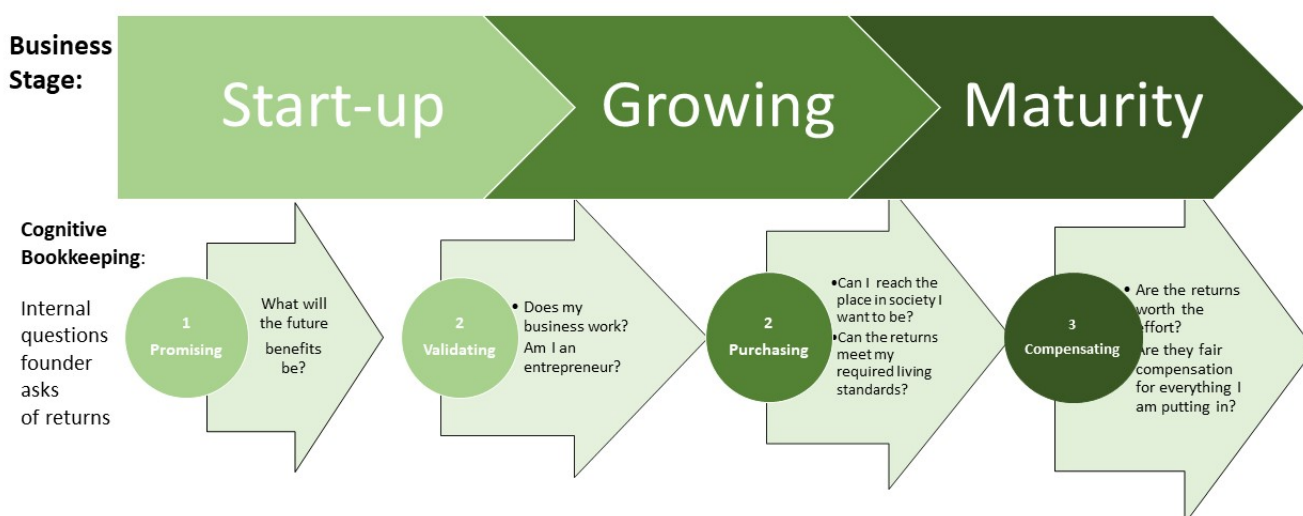 Business
Stage:
Start-up
Growing
Maturity
Cognitive
Bookkeeping:
Internal
questions
founder
asks
of returns
1
Promising
What will
the future
benefits
be?
2
Validating
• Does my
business work?
Am I an
entrepreneur?
2
Purchasing
•Can I reach the
place in society I
want to be?
•Can the returns
meet my
required living
standards?
3
Compensating
• Are the returns
worth the
effort?
• Are they fair
compensation
for everything I
am putting in?